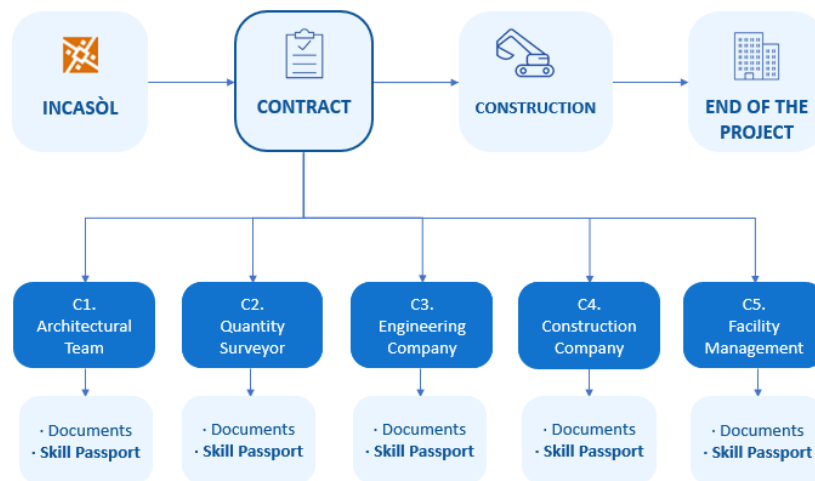 INCASÒL
CONTRACT
CONSTRUCTION
END OF THE
PROJECT
C1.
Architectural
Team
C2.
Quantity
Surveyor
C3.
Engineering
Company
C4.
Construction
Company
C5.
Facility
Management
· Documents
· Skill Passport
· Documents
· Skill Passport
· Documents
· Skill Passport
· Documents
· Skill Passport
· Documents
· Skill Passport